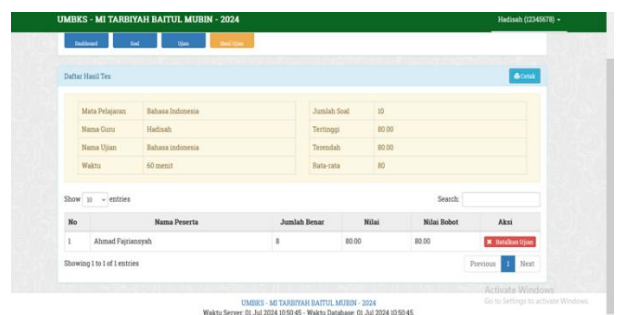 UMBKS - MI TARBIYAH BAITUL MUBIN - 2024 Hadinah (12345678)
Dashboard Soal Ujian Hasil Ujian
Daftar Hasil Tes Cetak
Mata Pelajaran Bahasa Indonesia Jumlah Soal 10
Nama Guru Hadinah Tertinggi 80.00
Nama Ujian Bahasa indonesia Terendah 80.00
Waktu 60 menit Rata-rata 80
Show 10 entries Search:
No Nama Peserta Jumlah Benar Nilai Nilai Bobot Aksi
1 Ahmad Fajriansyah 8 80.00 80.00 Batalkan Ujian
Showing 1 to 1 of 1 entries Previous 1 Next
Activate Windows
Go to Settings to activate Windows.
UMBKS - MI TARBIYAH BAITUL MUBIN - 2024
Waktu Server: 01 Jul 2024 10:50:45 - Waktu Database: 01 Jul 2024 10:50:45